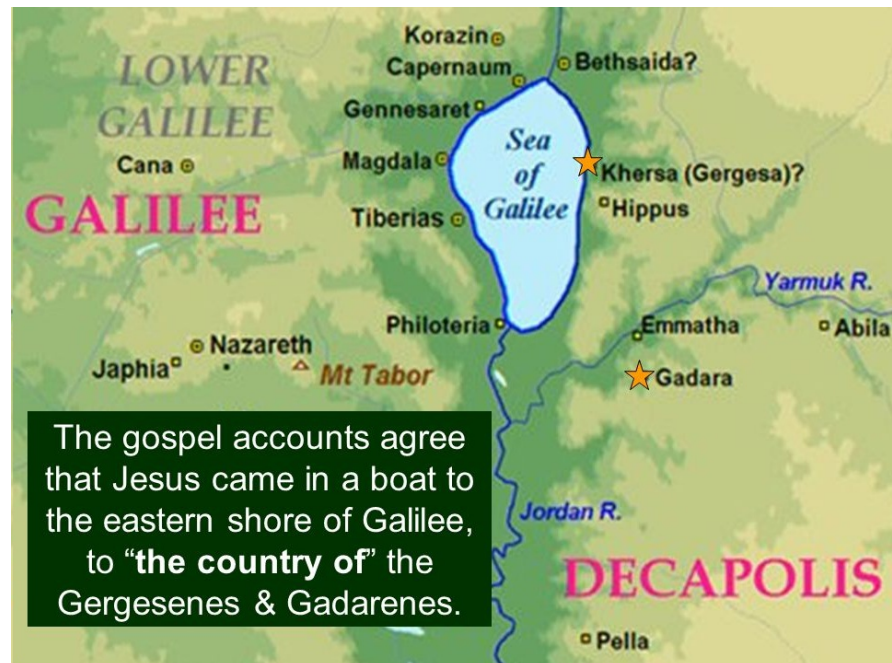 Korazin
Capernaum
Bethsaida?
LOWER
GALILEE
Gennesaret
Sea
of
Galilee
Cana
Magdala
Khersa (Gergesa)?
GALILEE
Tiberias
Hippus
Yarmuk R.
Philoteria
Emmatha
Abila
Nazareth
Japhia
Mt Tabor
Gadara
The gospel accounts agree
that Jesus came in a boat to
the eastern shore of Galilee,
to “the country of” the
Gergesenes & Gadarenes.
Jordan R.
DECAPOLIS
Pella